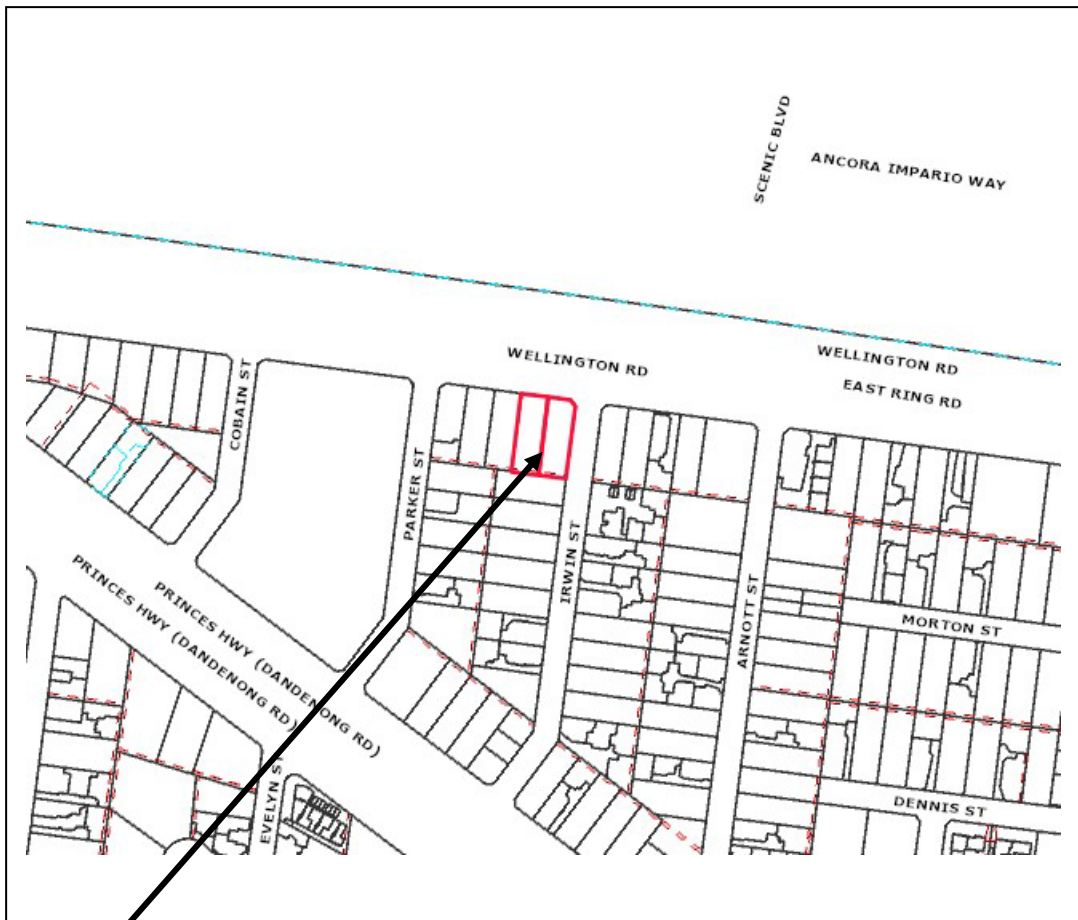 SCENIC BLVD
ANCORA IMPARIO WAY
WELLINGTON RD
WELLINGTON RD
EAST RING RD
COBAIN ST
PARKER ST
IRWIN ST
ARNOTT ST
MORTON ST
PRINCES HWY (DANDENONG RD)
PRINCES HWY (DANDENONG RD)
EVELYN ST
DENNIS ST